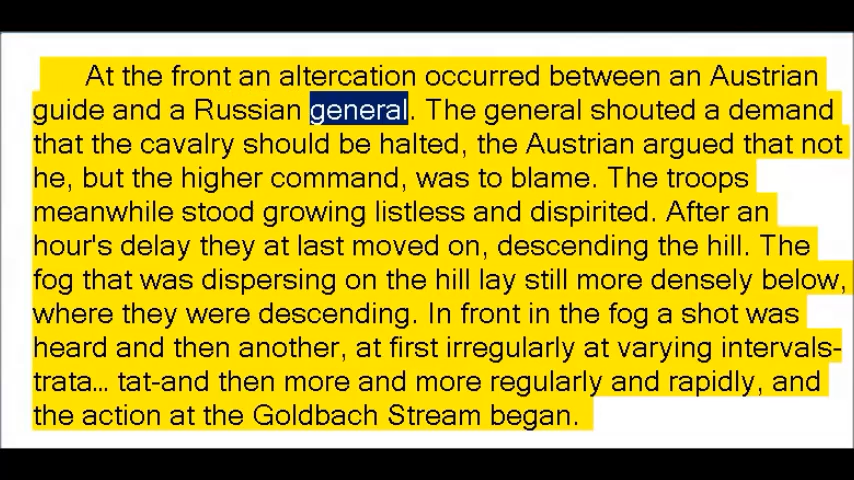 At the front an altercation occurred between an Austrian
guide and a Russian general. The general shouted a demand
that the cavalry should be halted, the Austrian argued that not
he, but the higher command, was to blame. The troops
meanwhile stood growing listless and dispirited. After an
hour's delay they at last moved on, descending the hill. The
fog that was dispersing on the hill lay still more densely below,
where they were descending. In front in the fog a shot was
heard and then another, at first irregularly at varying intervals-
trata... tat-and then more and more regularly and rapidly, and
the action at the Goldbach Stream began.